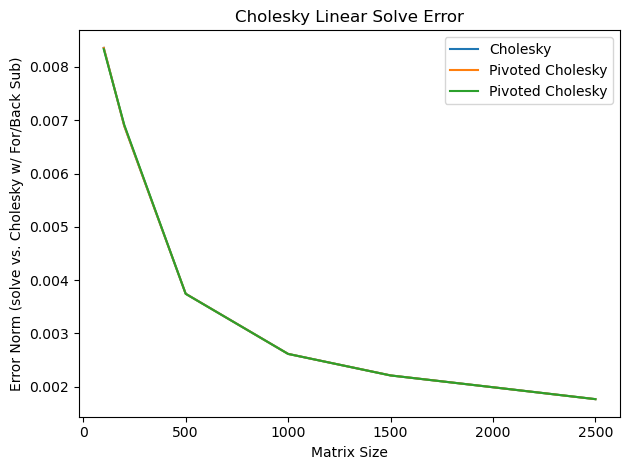 Cholesky Linear Solve Error
Cholesky
Pivoted Cholesky
Pivoted Cholesky
Error Norm (solve vs. Cholesky w/ For/Back Sub)
0.008
0.007
0.006
0.005
0.004
0.003
0.002
0
500
1000
1500
2000
2500
Matrix Size